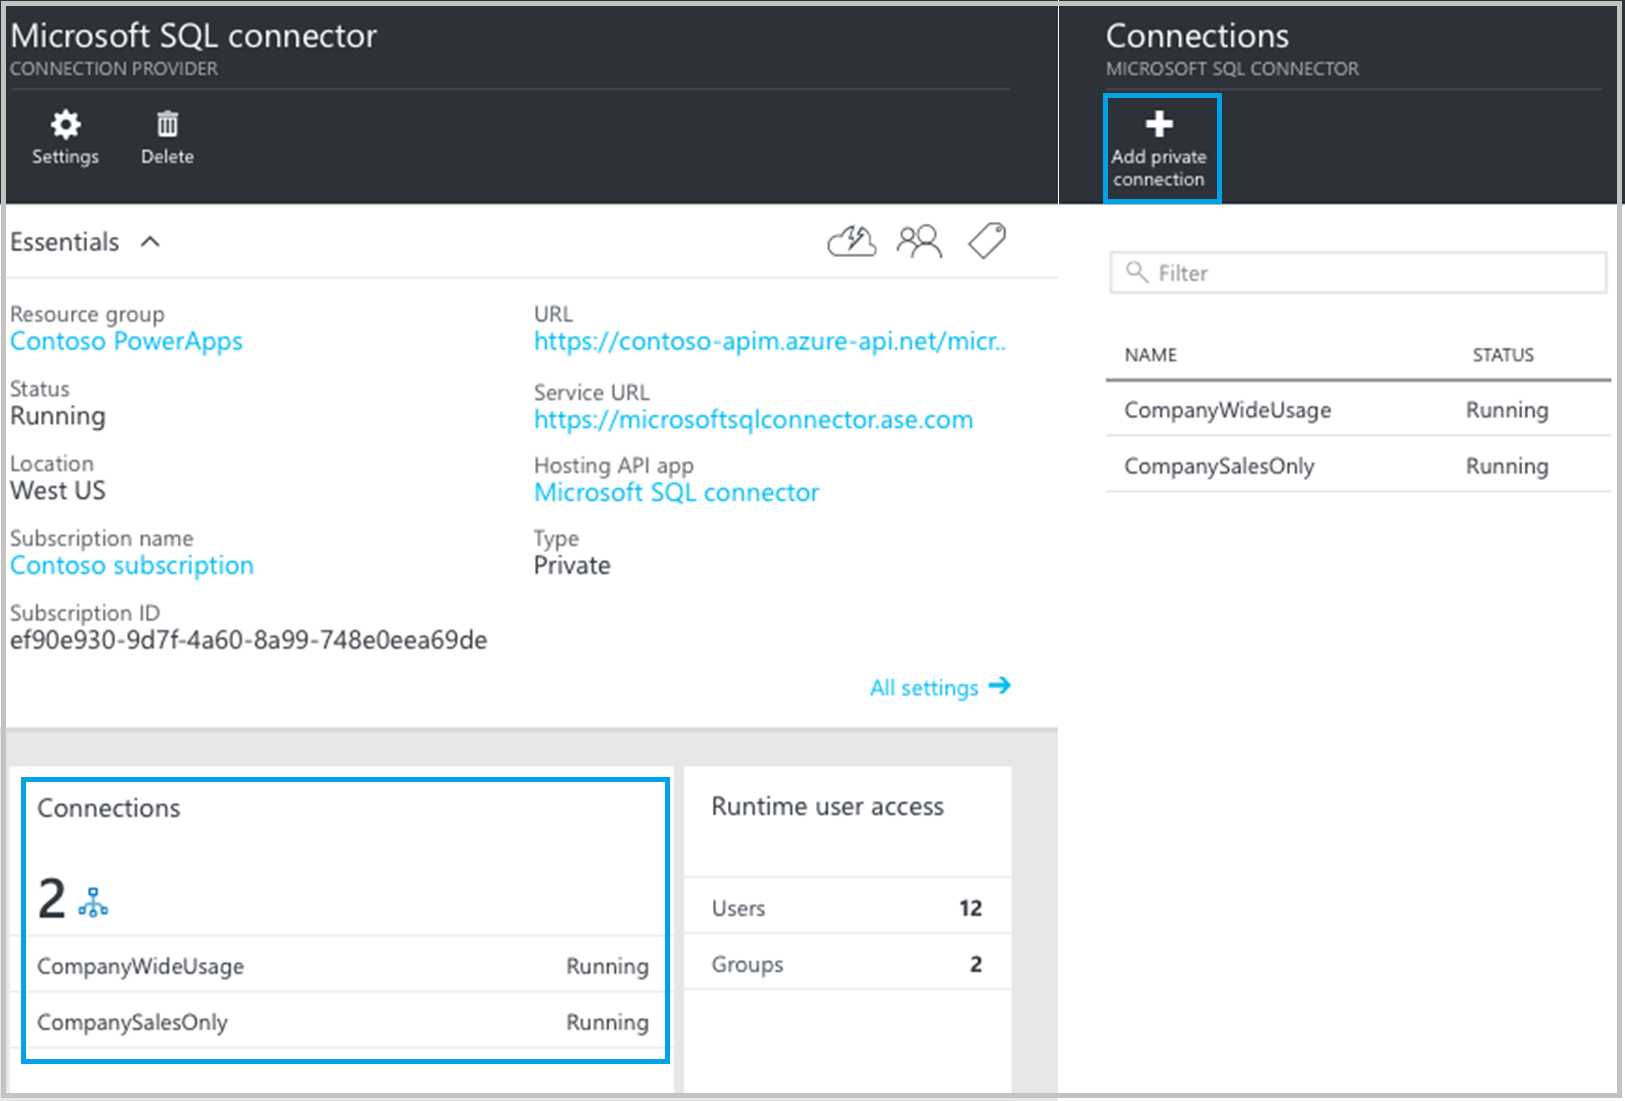 Microsoft SQL connector
CONNECTION PROVIDER
Settings
Delete
Essentials
Resource group
Contoso PowerApps
Status
Running
Location
West US
Subscription name
Contoso subscription
Subscription ID
ef90e930-9d7f-4a60-8a99-748e0eea69de
URL
https://contoso-apim.azure-api.net/micr..
Service URL
https://microsoftsqlconnector.ase.com
Hosting API app
Microsoft SQL connector
Type
Private
All settings
Connections
2
CompanyWideUsage Running
CompanySalesOnly Running
Runtime user access
Users 12
Groups 2
Connections
MICROSOFT SQL CONNECTOR
Add private
connection
Filter
NAME STATUS
CompanyWideUsage Running
CompanySalesOnly Running